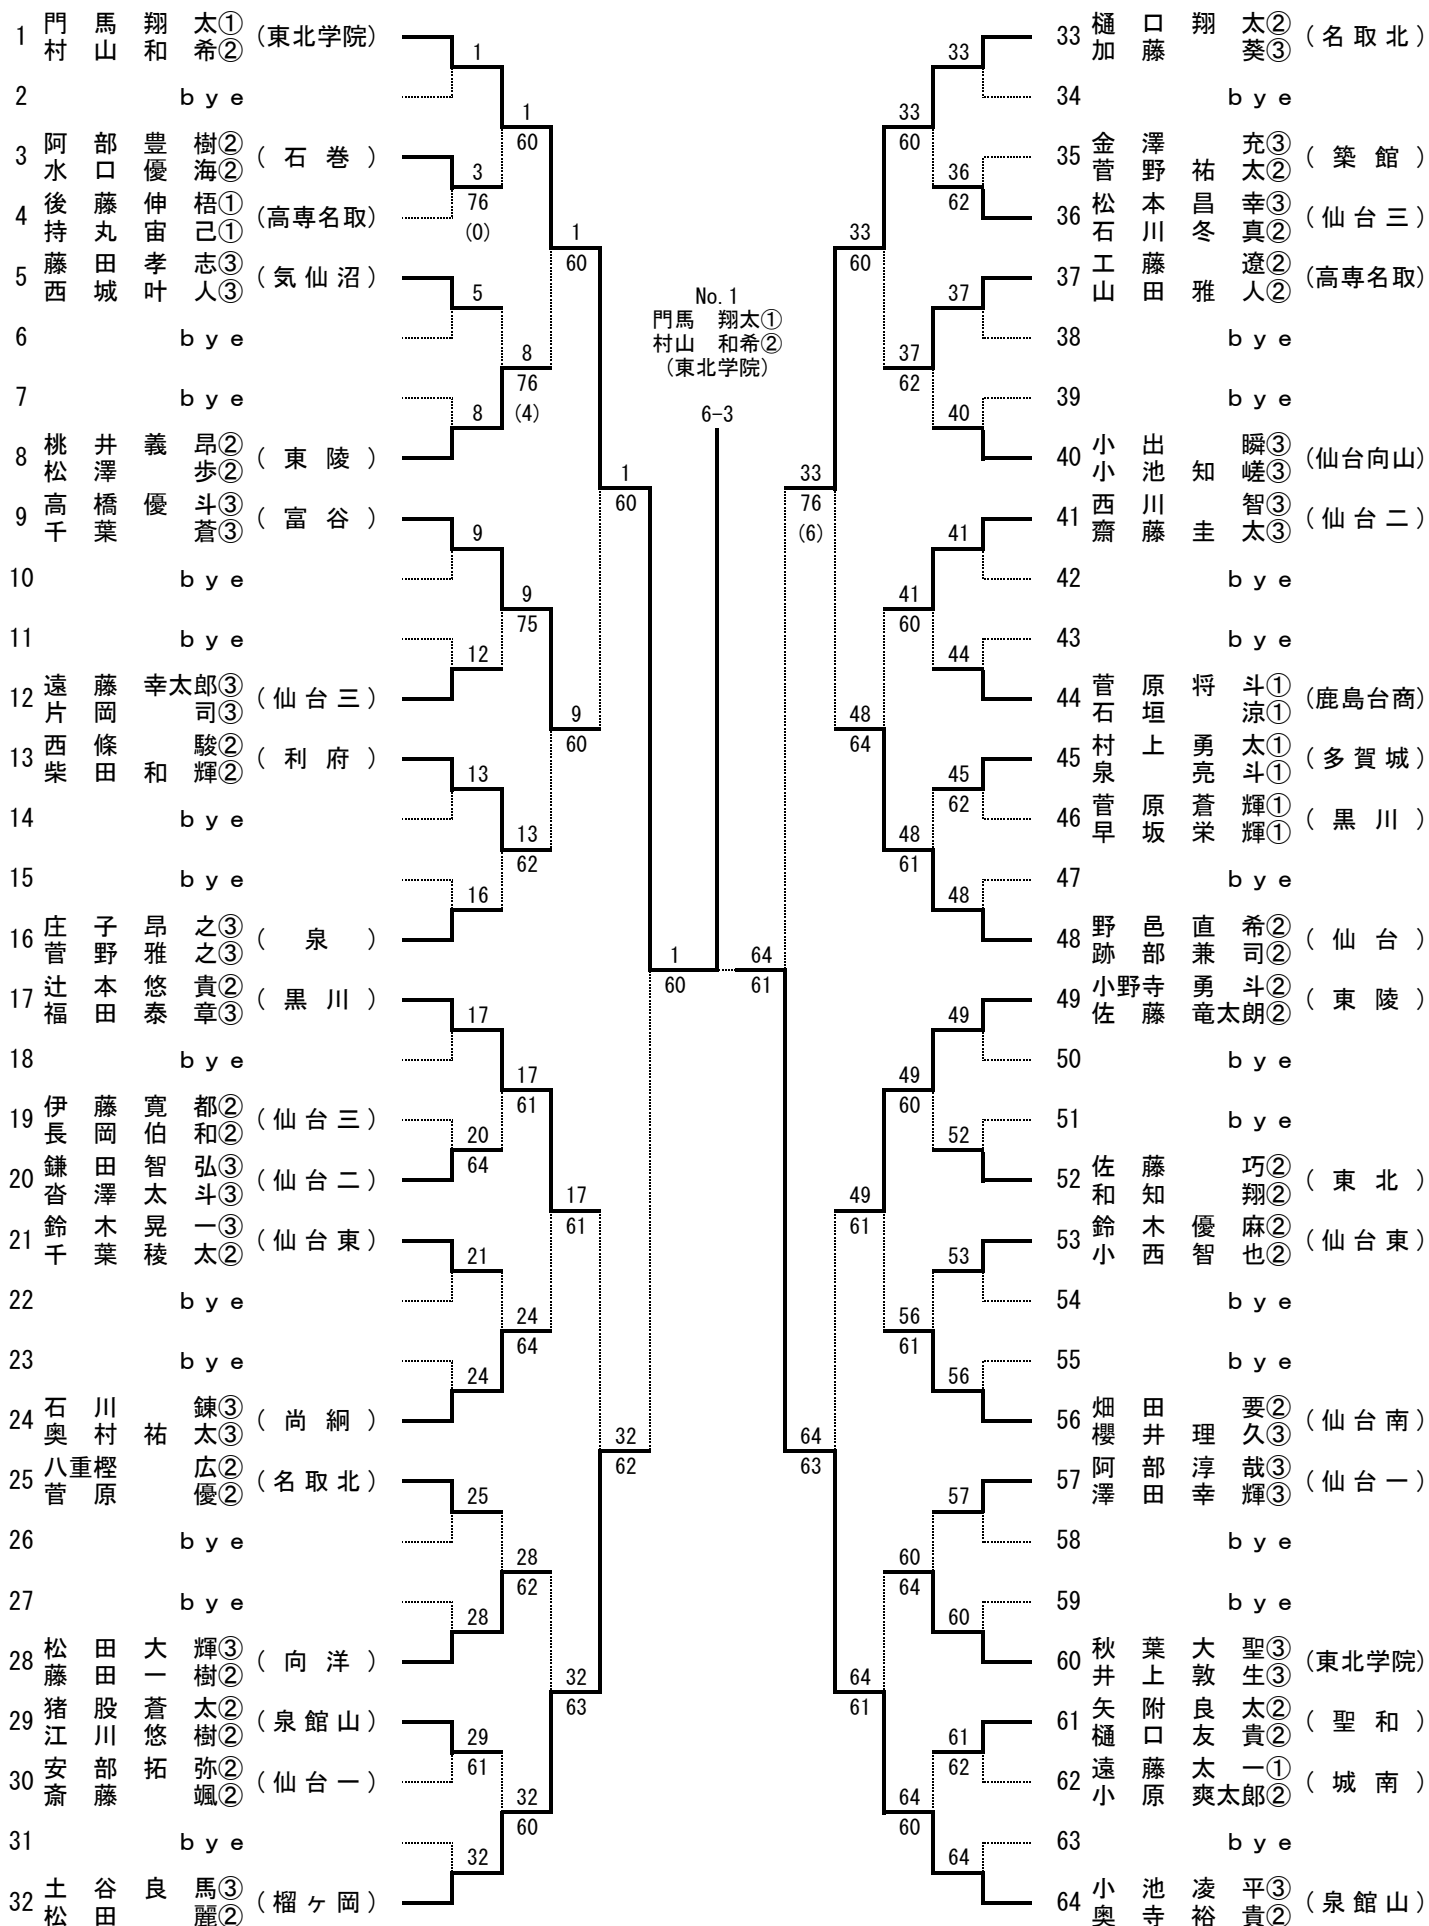 1 門馬翔太① 村山和希② (東北学院)
2 bye
3 阿部豊樹② 水口優海② (石巻)
4 後藤伸梧① 持丸宙己① (高専名取)
5 藤田孝志③ 西城叶人③ (気仙沼)
6 bye
7 bye
8 桃井義昂② 松澤歩② (東陵)
9 高橋優斗③ 千葉蒼③ (富谷)
10 bye
11 bye
12 遠藤幸太郎③ 片岡司③ (仙台三)
13 西條駿② 柴田和輝② (利府)
14 bye
15 bye
16 庄子昂之③ 菅野雅之③ (泉)
17 辻本悠貴② 福田泰章③ (黒川)
18 bye
19 伊藤寛都② 長岡伯和② (仙台三)
20 鎌田智弘③ 沓澤太斗③ (仙台二)
21 鈴木晃一③ 千葉稜太② (仙台東)
22 bye
23 bye
24 石川錬③ 奥村祐太③ (尚絅)
25 八重樫広② 菅原優② (名取北)
26 bye
27 bye
28 松田大輝③ 藤田一樹② (向洋)
29 猪股蒼太② 江川悠樹② (泉館山)
30 安部拓弥② 斎藤颯② (仙台一)
31 bye
32 土谷良馬③ 松田麗② (榴ヶ岡)
1
3
76
(0)
5
8
9
12
13
16
17
20
64
21
24
25
28
29
61
32
1
60
8
76
(4)
9
75
13
62
17
61
24
64
28
62
32
60
1
60
9
60
17
61
32
63
1
60
32
62
1
60
No.1
門馬 翔太①
村山 和希②
(東北学院)
6-3
64
61
33
76
(6)
64
63
33
60
48
64
49
61
64
61
33
60
37
62
41
60
48
61
49
60
56
61
60
64
64
60
33
36
62
37
40
41
44
45
62
48
49
52
53
56
57
60
61
62
64
33 樋口翔太② 加藤葵③ (名取北)
34 bye
35 金澤充③ 菅野祐太② (築館)
36 松本昌幸③ 石川冬真② (仙台三)
37 工藤遼② 山田雅人② (高専名取)
38 bye
39 bye
40 小出瞬③ 小池知嵯③ (仙台向山)
41 西川智③ 齋藤圭太③ (仙台二)
42 bye
43 bye
44 菅原将斗① 石垣涼① (鹿島台商)
45 村上勇太① 泉亮斗① (多賀城)
46 菅原蒼輝① 早坂栄輝① (黒川)
47 bye
48 野邑直希② 跡部兼司② (仙台)
49 小野寺勇斗② 佐藤竜太朗② (東陵)
50 bye
51 bye
52 佐藤巧② 和知翔② (東北)
53 鈴木優麻② 小西智也② (仙台東)
54 bye
55 bye
56 畑田要② 櫻井理久③ (仙台南)
57 阿部淳哉③ 澤田幸輝③ (仙台一)
58 bye
59 bye
60 秋葉大聖③ 井上敦生③ (東北学院)
61 矢附良太② 樋口友貴② (聖和)
62 遠藤太一① 小原爽太郎② (城南)
63 bye
64 小池凌平③ 奥寺裕貴② (泉館山)